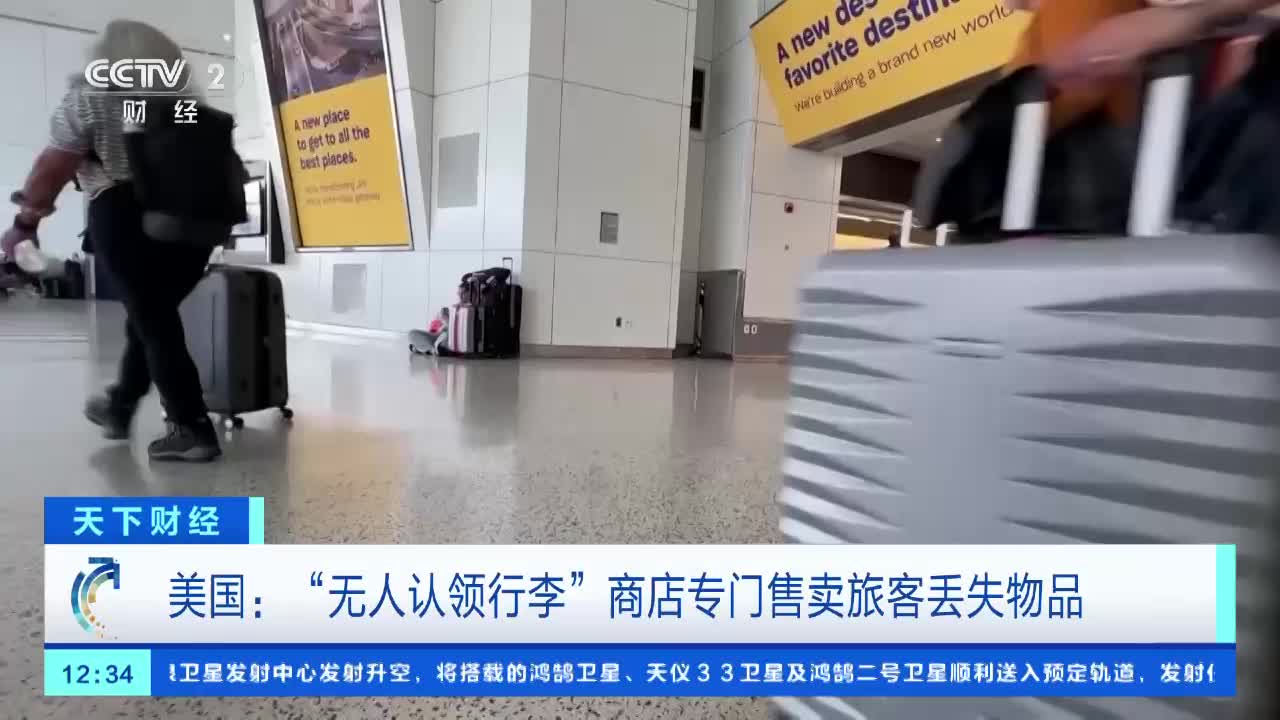 CCTV 2
财 经
A new place
to get to all the
best places.
A new des
favorite destina
We're building a brand new world
天下财经
美国：“无人认领行李”商店专门售卖旅客丢失物品
12:34
卫星发射中心发射升空，将搭载的鸿鹄卫星、天仪33卫星及鸿鹄二号卫星顺利送入预定轨道，发射